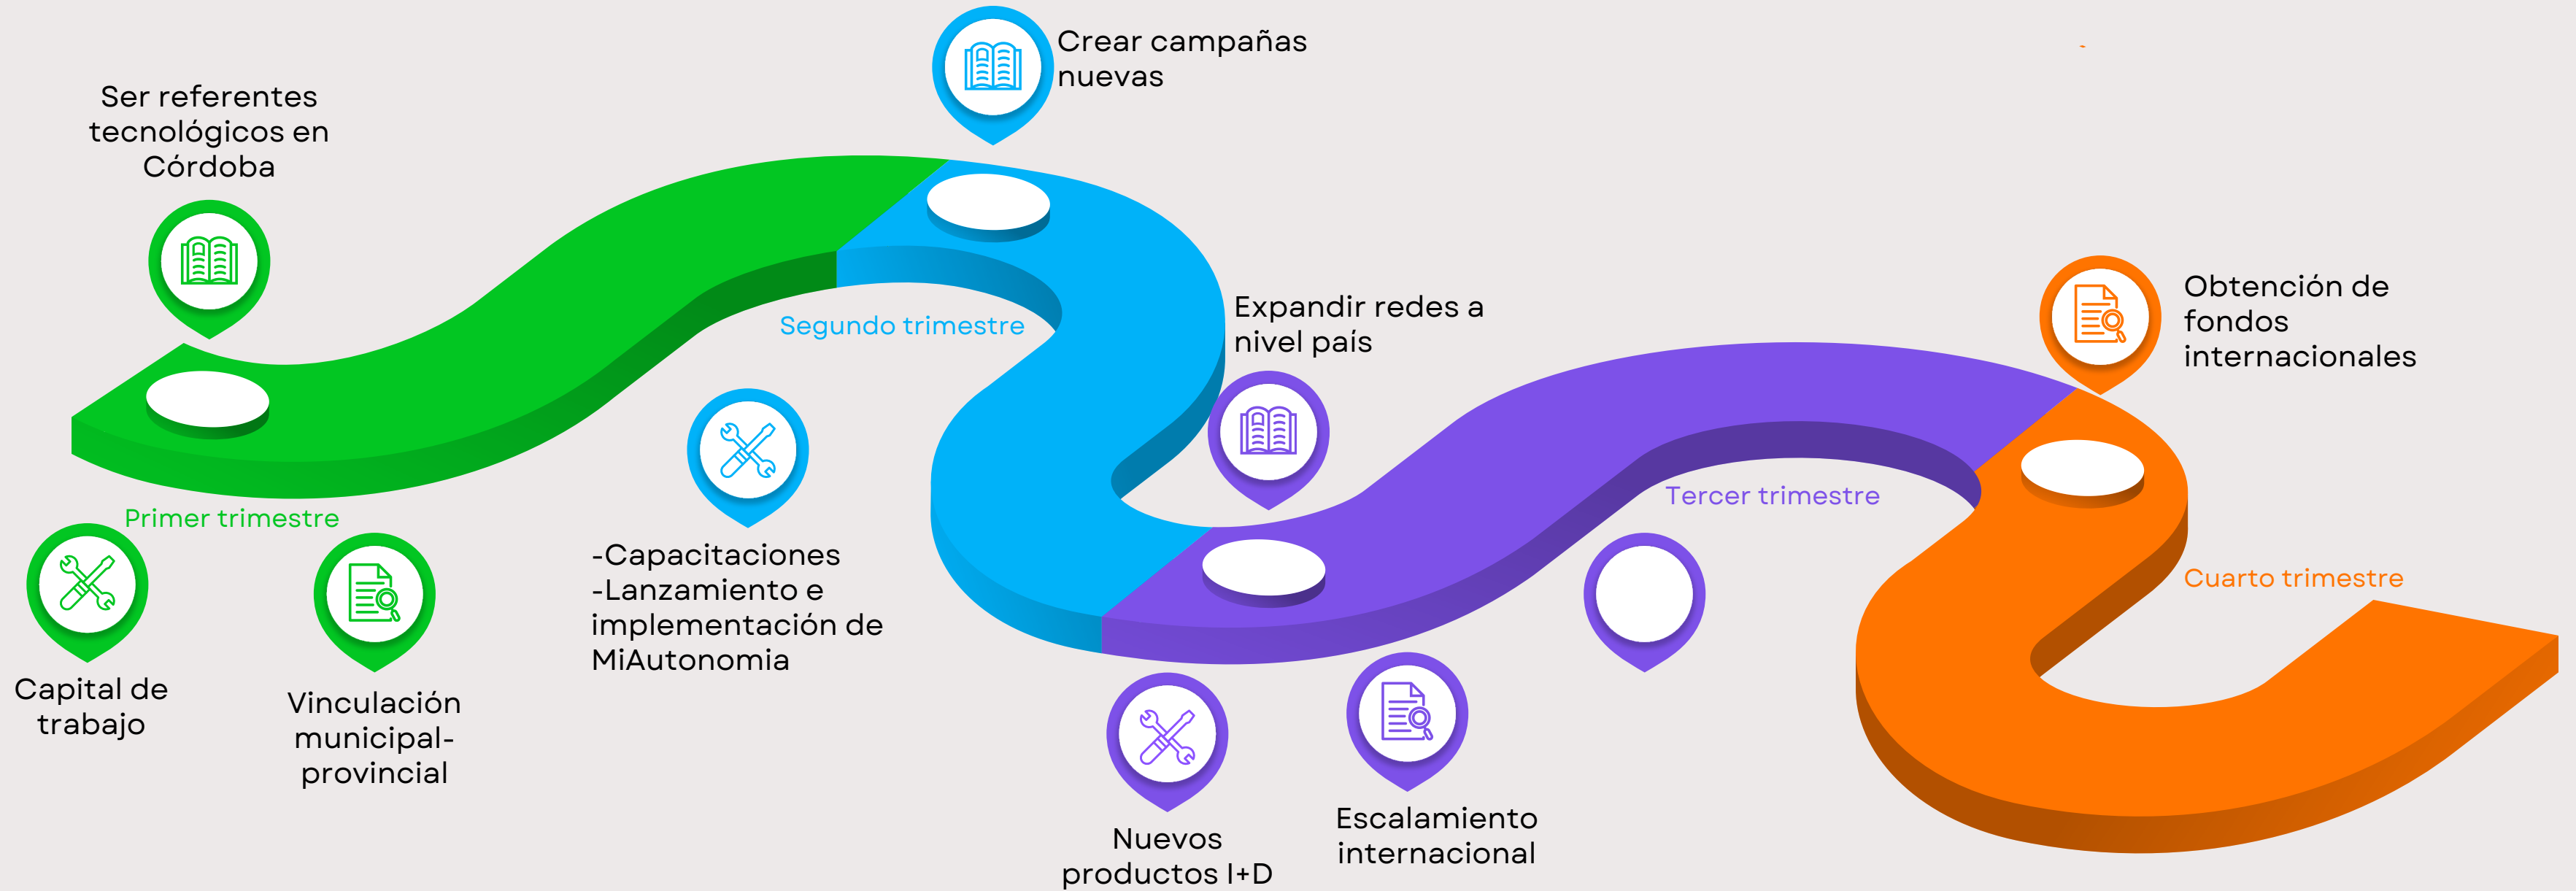 Ser referentes
tecnológicos en
Córdoba
Primer trimestre
Capital de
trabajo
Vinculación
municipal-
provincial
Crear campañas
nuevas
Segundo trimestre
-Capacitaciones
-Lanzamiento e
implementación de
MiAutonomia
Expandir redes a
nivel país
Tercer trimestre
Nuevos
productos I+D
Escalamiento
internacional
Obtención de
fondos
internacionales
Cuarto trimestre